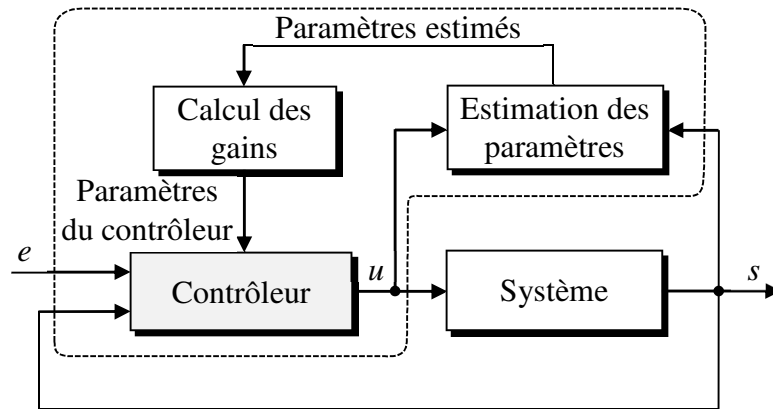 Paramètres estimés
Calcul des
gains
Estimation des
paramètres
Paramètres
du contrôleur
e
Contrôleur
u
Système
s